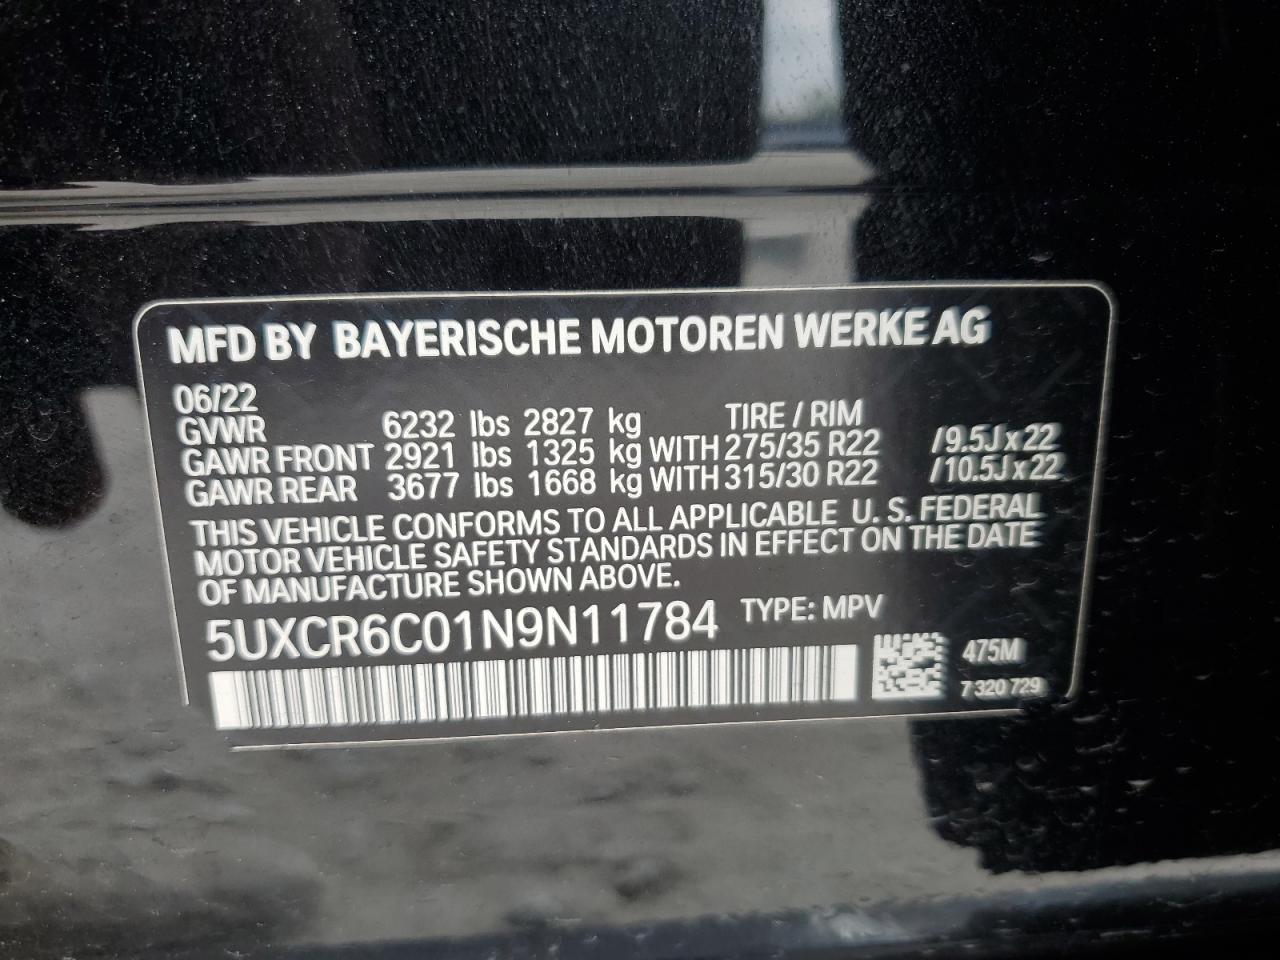 MFD BY BAYERISCHE MOTOREN WERKE AG
06/22
GVWR 6232 lbs 2827 kg TIRE / RIM
GAWR FRONT 2921 lbs 1325 kg WITH 275/35 R22 /9.5J x 22
GAWR REAR 3677 lbs 1668 kg WITH 315/30 R22 /10.5J x 22
THIS VEHICLE CONFORMS TO ALL APPLICABLE U. S. FEDERAL
MOTOR VEHICLE SAFETY STANDARDS IN EFFECT ON THE DATE
OF MANUFACTURE SHOWN ABOVE.
5UXCR6C01N9N11784 TYPE: MPV
475M
7 320 729